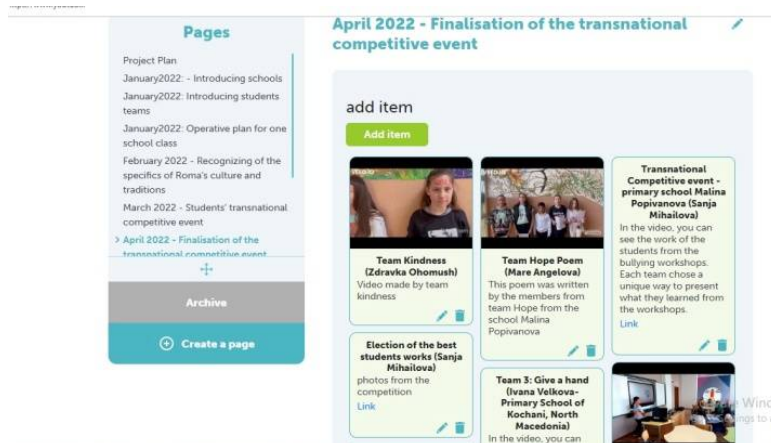 Pages
Project Plan
January2022: - Introducing schools
January2022: Introducing students
teams
January2022: Operative plan for one
school class
February 2022 - Recognizing of the
specifics of Roma's culture and
traditions
March 2022 - Students' transnational
competitive event
> April 2022 - Finalisation of the
transnational competitive event
Archive
Create a page
April 2022 - Finalisation of the transnational
competitive event
add item
Add item
Team Kindness
(Zdravka Ohomush)
Video made by team
kindness
Election of the best
students works (Sanja
Mihailova)
photos from the
competition
Link
Team Hope Poem
(Mare Angelova)
This poem was written
by the members from
team Hope from the
school Malina
Popivanova
Team 3: Give a hand
(Ivana Velkova-
Primary School of
Kochani, North
Macedonia)
In the video, you can
Transnational
Competitive event -
primary school Malina
Popivanova (Sanja
Mihailova)
In the video, you can
see the work of the
students from the
bullying workshops.
Each team chose a
unique way to present
what they learned from
the workshops.
Link